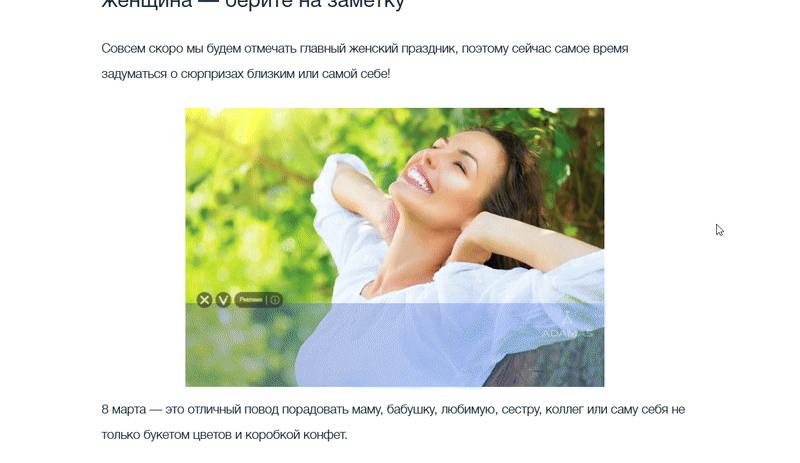 женщина — берите на заметку
Совсем скоро мы будем отмечать главный женский праздник, поэтому сейчас самое время
задуматься о сюрпризах близким или самой себе!
Реклама
ADAMAS
8 марта — это отличный повод порадовать маму, бабушку, любимую, сестру, коллег или саму себя не
только букетом цветов и коробкой конфет.